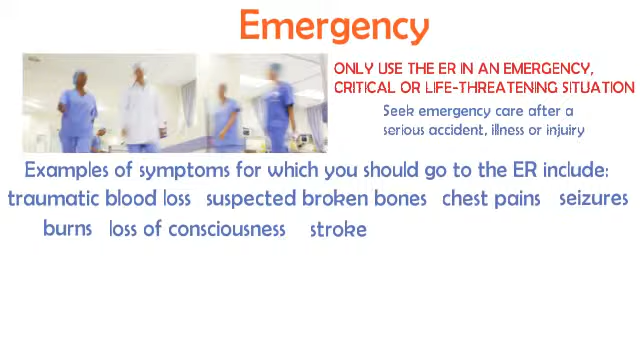 Emergency
ONLY USE THE ER IN AN EMERGENCY,
CRITICAL OR LIFE-THREATENING SITUATION
Seek emergency care after a
serious accident, illness or injuiry
Examples of symptoms for which you should go to the ER include:
traumatic blood loss suspected broken bones chest pains seizures
burns loss of consciousness stroke